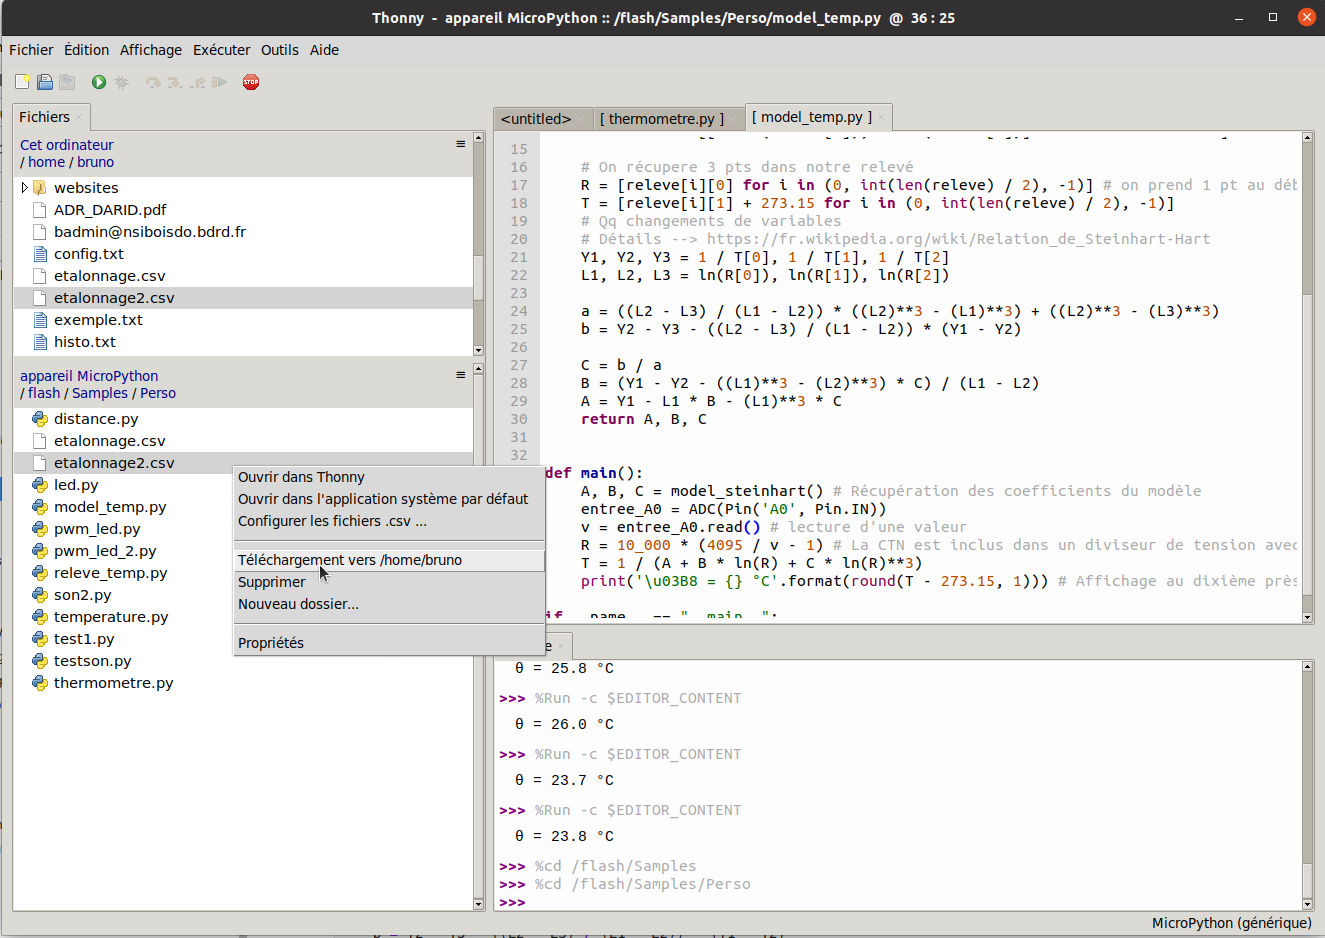 Thonny - appareil MicroPython :: /flash/Samples/Perso/model_temp.py @ 36 : 25
Fichier Édition Affichage Exécuter Outils Aide
STOP
Fichiers
Cet ordinateur
/ home / bruno
websites
ADR_DARID.pdf
badmin@nsiboisdo.bdrd.fr
config.txt
etalonnage.csv
etalonnage2.csv
exemple.txt
histo.txt
appareil MicroPython
/ flash / Samples / Perso
distance.py
etalonnage.csv
etalonnage2.csv
led.py
model_temp.py
pwm_led.py
pwm_led_2.py
releve_temp.py
son2.py
temperature.py
test1.py
testson.py
thermometre.py
Ouvrir dans Thonny
Ouvrir dans l'application système par défaut
Configurer les fichiers .csv ...
Téléchargement vers /home/bruno
Supprimer
Nouveau dossier...
Propriétés
<untitled> [ thermometre.py ] [ model_temp.py ]
15
16 # On récupere 3 pts dans notre relevé
17 R = [releve[i][0] for i in (0, int(len(releve) / 2), -1)] # on prend 1 pt au déb
18 T = [releve[i][1] + 273.15 for i in (0, int(len(releve) / 2), -1)]
19 # Qq changements de variables
20 # Détails --> https://fr.wikipedia.org/wiki/Relation_de_Steinhart-Hart
21 Y1, Y2, Y3 = 1 / T[0], 1 / T[1], 1 / T[2]
22 L1, L2, L3 = ln(R[0]), ln(R[1]), ln(R[2])
23
24 a = ((L2 - L3) / (L1 - L2)) * ((L2)**3 - (L1)**3) + ((L2)**3 - (L3)**3)
25 b = Y2 - Y3 - ((L2 - L3) / (L1 - L2)) * (Y1 - Y2)
26
27 C = b / a
28 B = (Y1 - Y2 - ((L1)**3 - (L2)**3) * C) / (L1 - L2)
29 A = Y1 - L1 * B - (L1)**3 * C
30 return A, B, C
31
32
def main():
A, B, C = model_steinhart() # Récupération des coefficients du modèle
entree_A0 = ADC(Pin('A0', Pin.IN))
v = entree_A0.read() # lecture d'une valeur
R = 10_000 * (4095 / v - 1) # La CTN est inclus dans un diviseur de tension avec
T = 1 / (A + B * ln(R) + C * ln(R)**3)
print('\u03B8 = {} °C'.format(round(T - 273.15, 1))) # Affichage au dixième près
if __name__ == "__main__":
e
θ = 25.8 °C
>>> %Run -c $EDITOR_CONTENT
θ = 26.0 °C
>>> %Run -c $EDITOR_CONTENT
θ = 23.7 °C
>>> %Run -c $EDITOR_CONTENT
θ = 23.8 °C
>>> %cd /flash/Samples
>>> %cd /flash/Samples/Perso
>>>
MicroPython (générique)